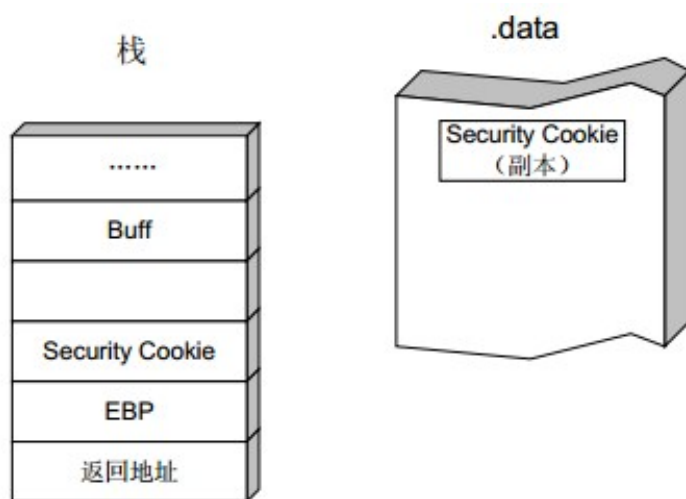 栈
.data
……
Buff
Security Cookie
EBP
返回地址
Security Cookie
（副本）